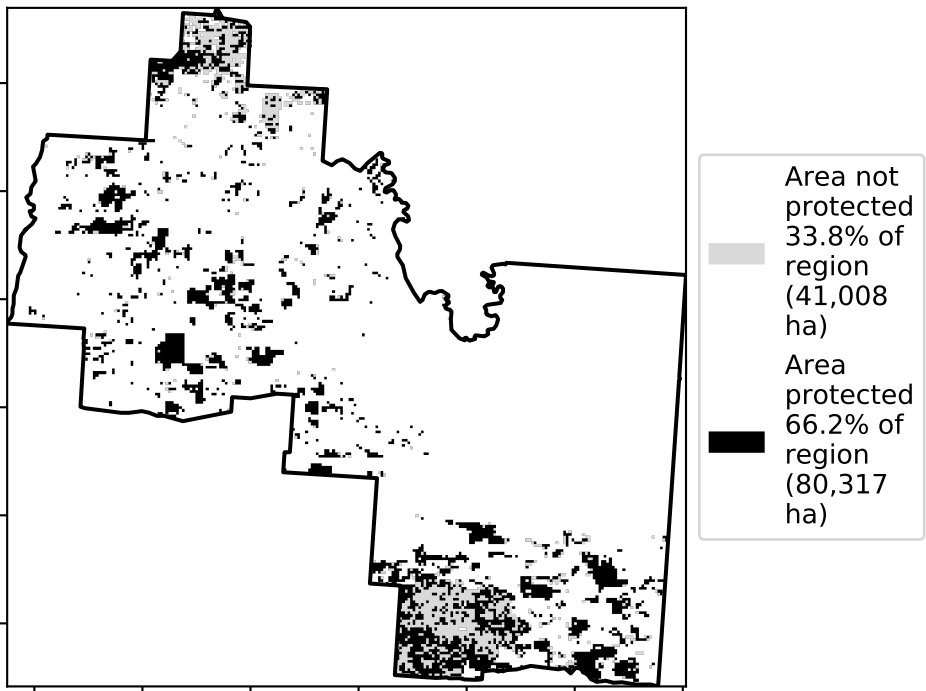 Area not
protected
33.8% of
region
(41,008
ha)
Area
protected
66.2% of
region
(80,317
ha)